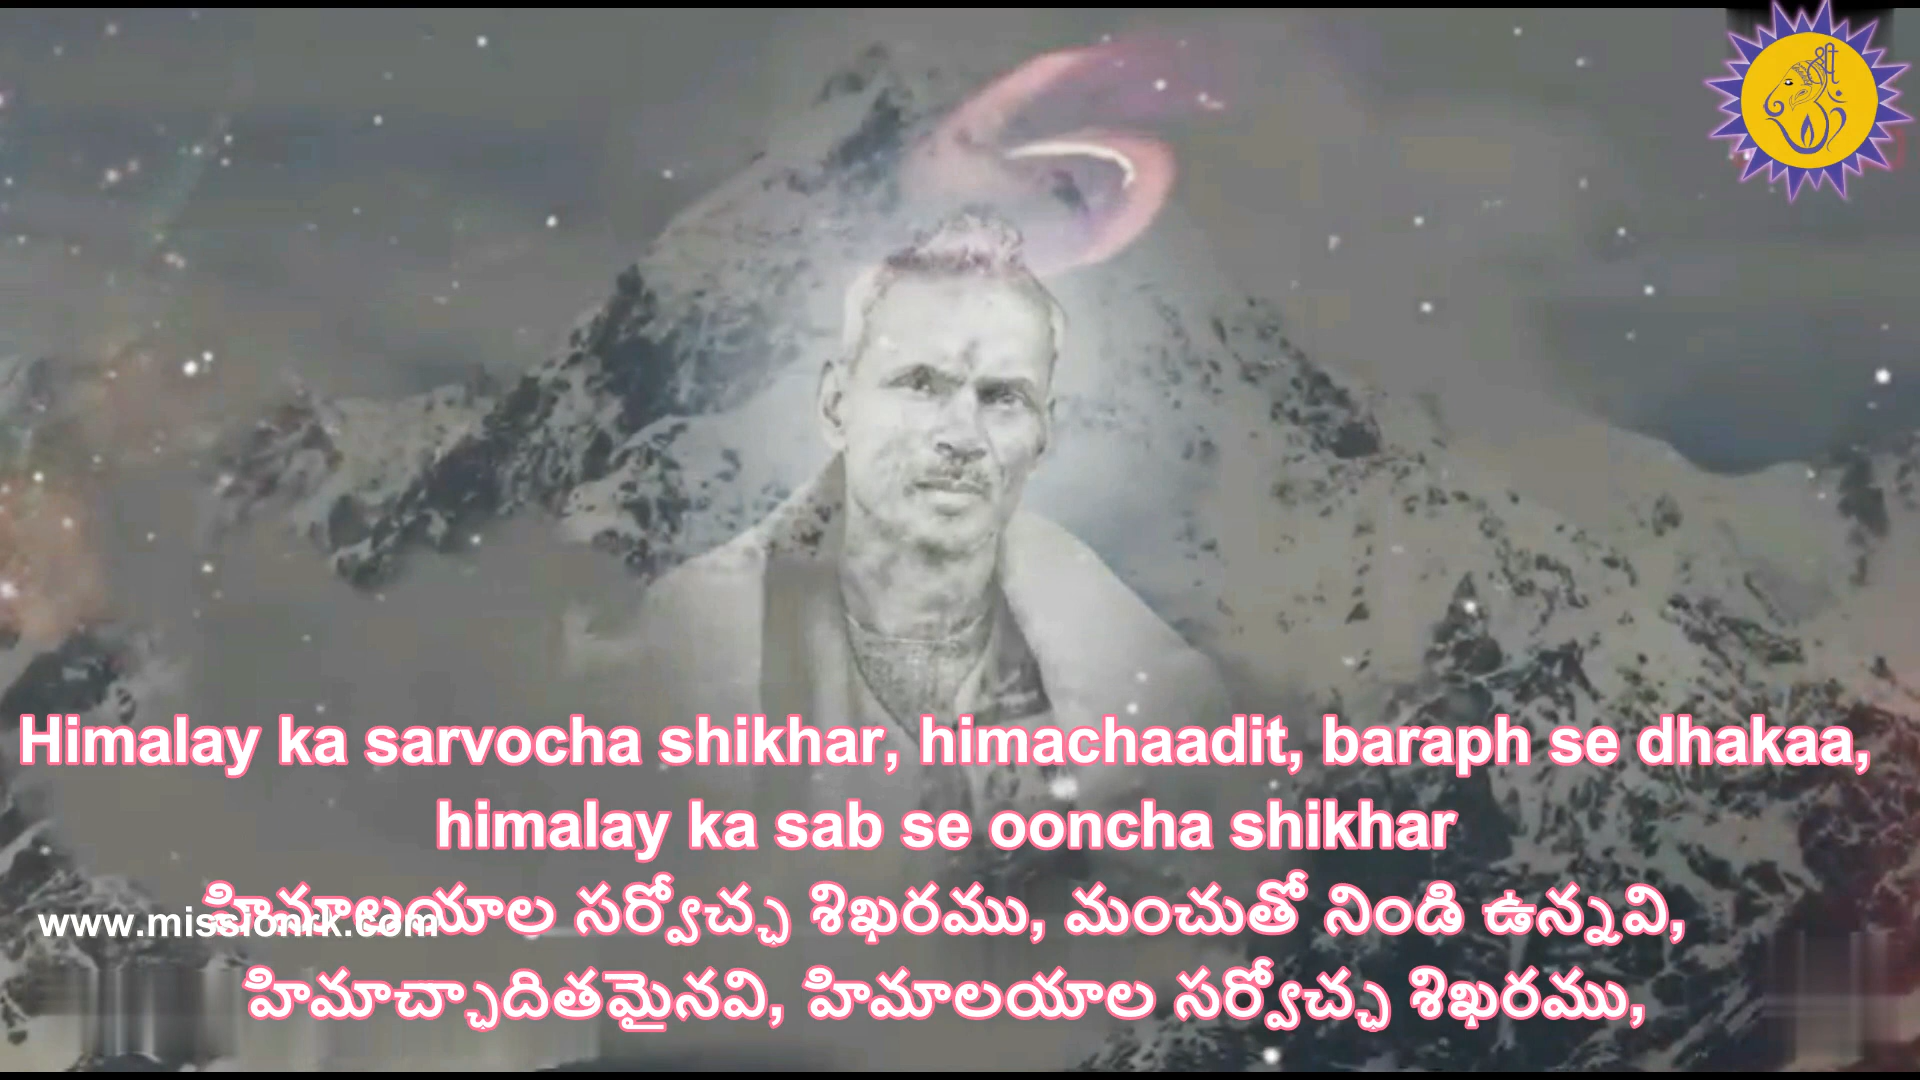 श्री
Himalay ka sarvocha shikhar, himachaadit, baraph se dhakaa,
himalay ka sab se ooncha shikhar
హిమాలయాల సర్వోచ్ఛ శిఖరము, మంచుతో నిండి ఉన్నవి,
www.missionrk.com
హిమాచ్ఛాదితమైనవి, హిమాలయాల సర్వోచ్ఛ శిఖరము,